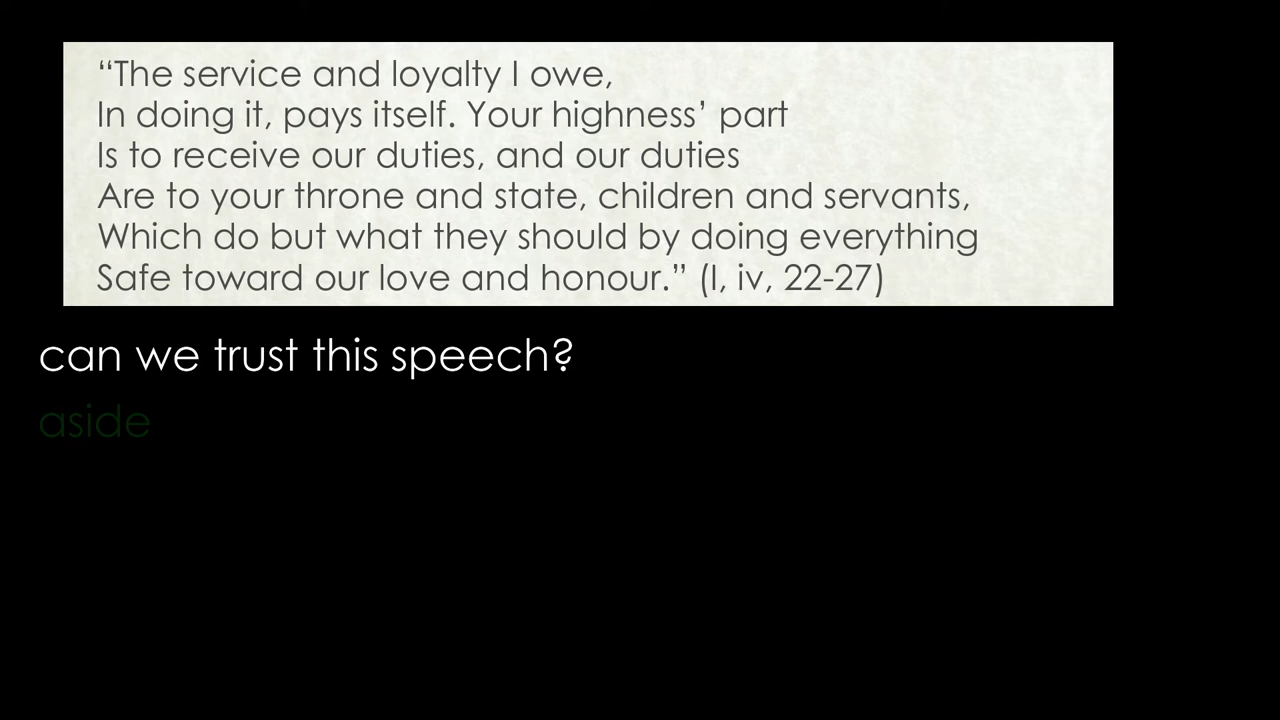 “The service and loyalty I owe,
In doing it, pays itself. Your highness’ part
Is to receive our duties, and our duties
Are to your throne and state, children and servants,
Which do but what they should by doing everything
Safe toward our love and honour.” (I, iv, 22-27)
can we trust this speech?
aside